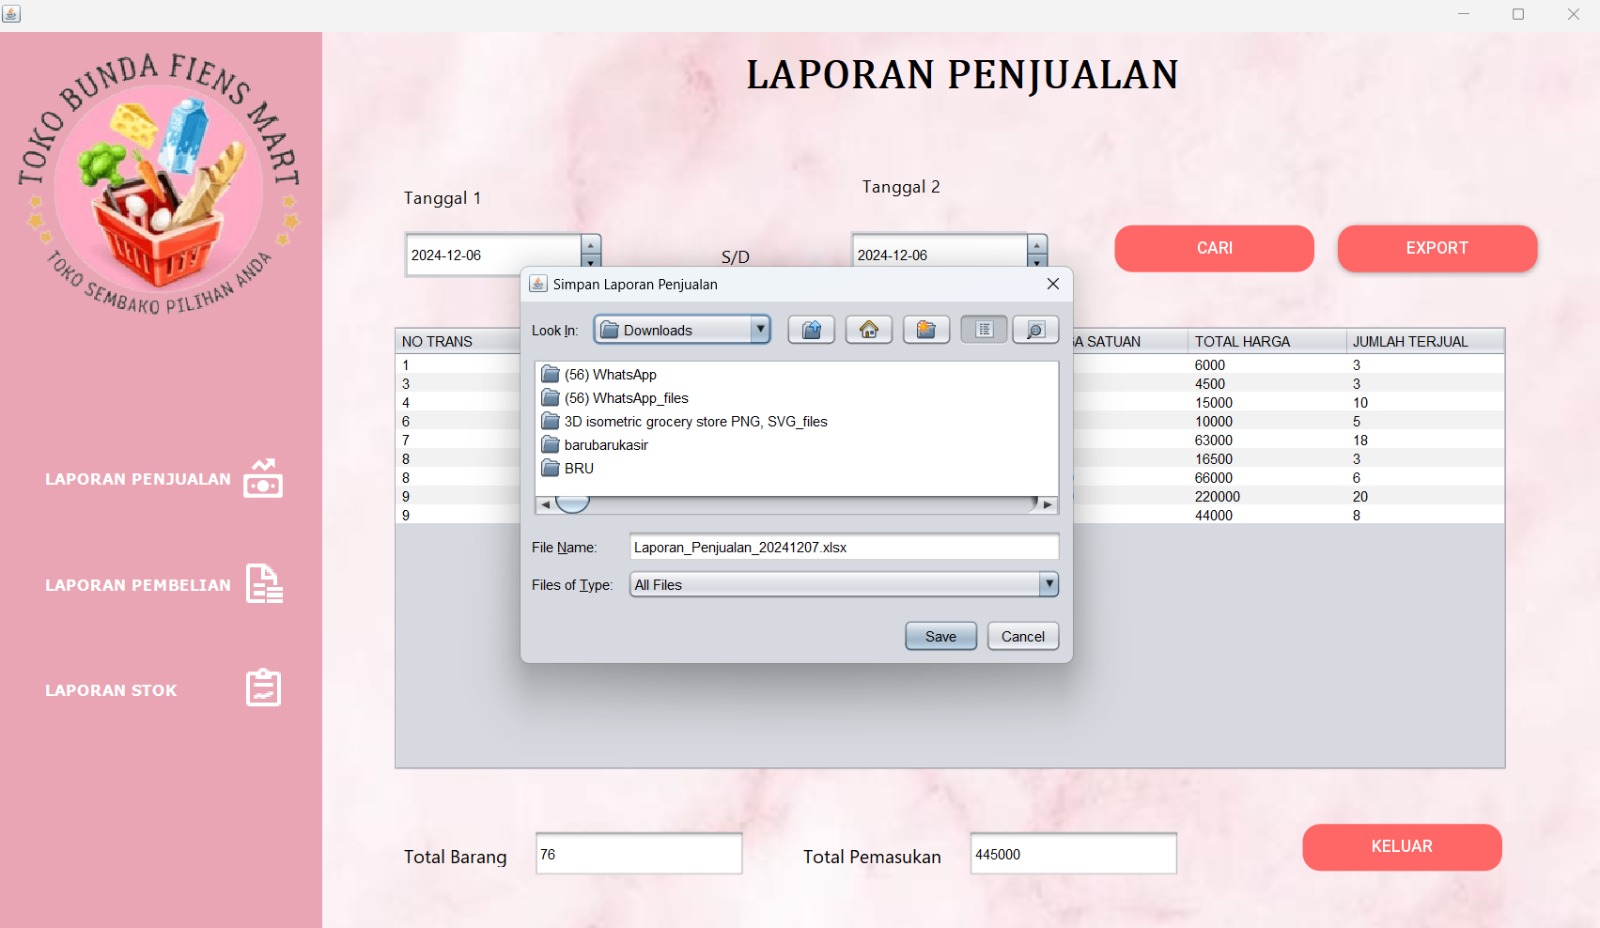 TOKO BUNDA FIENS MART
TOKO SEMBAKO PILIHAN ANDA
LAPORAN PENJUALAN
LAPORAN PEMBELIAN
LAPORAN STOK
LAPORAN PENJUALAN
Tanggal 1
Tanggal 2
2024-12-06
S/D
2024-12-06
CARI
EXPORT
NO TRANS
A SATUAN
TOTAL HARGA
JUMLAH TERJUAL
1 6000 3
3 4500 3
4 15000 10
6 10000 5
7 63000 18
8 16500 3
8 66000 6
9 220000 20
9 44000 8
Simpan Laporan Penjualan
Look In:
Downloads
(56) WhatsApp
(56) WhatsApp_files
3D isometric grocery store PNG, SVG_files
barubarukasir
BRU
File Name:
Laporan_Penjualan_20241207.xlsx
Files of Type:
All Files
Save
Cancel
Total Barang
76
Total Pemasukan
445000
KELUAR